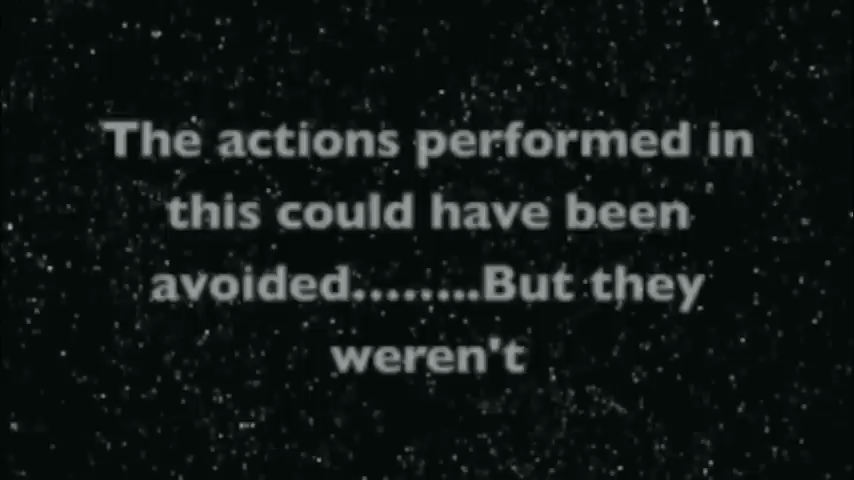 The actions performed in
this could have been
avoided........But they
weren't